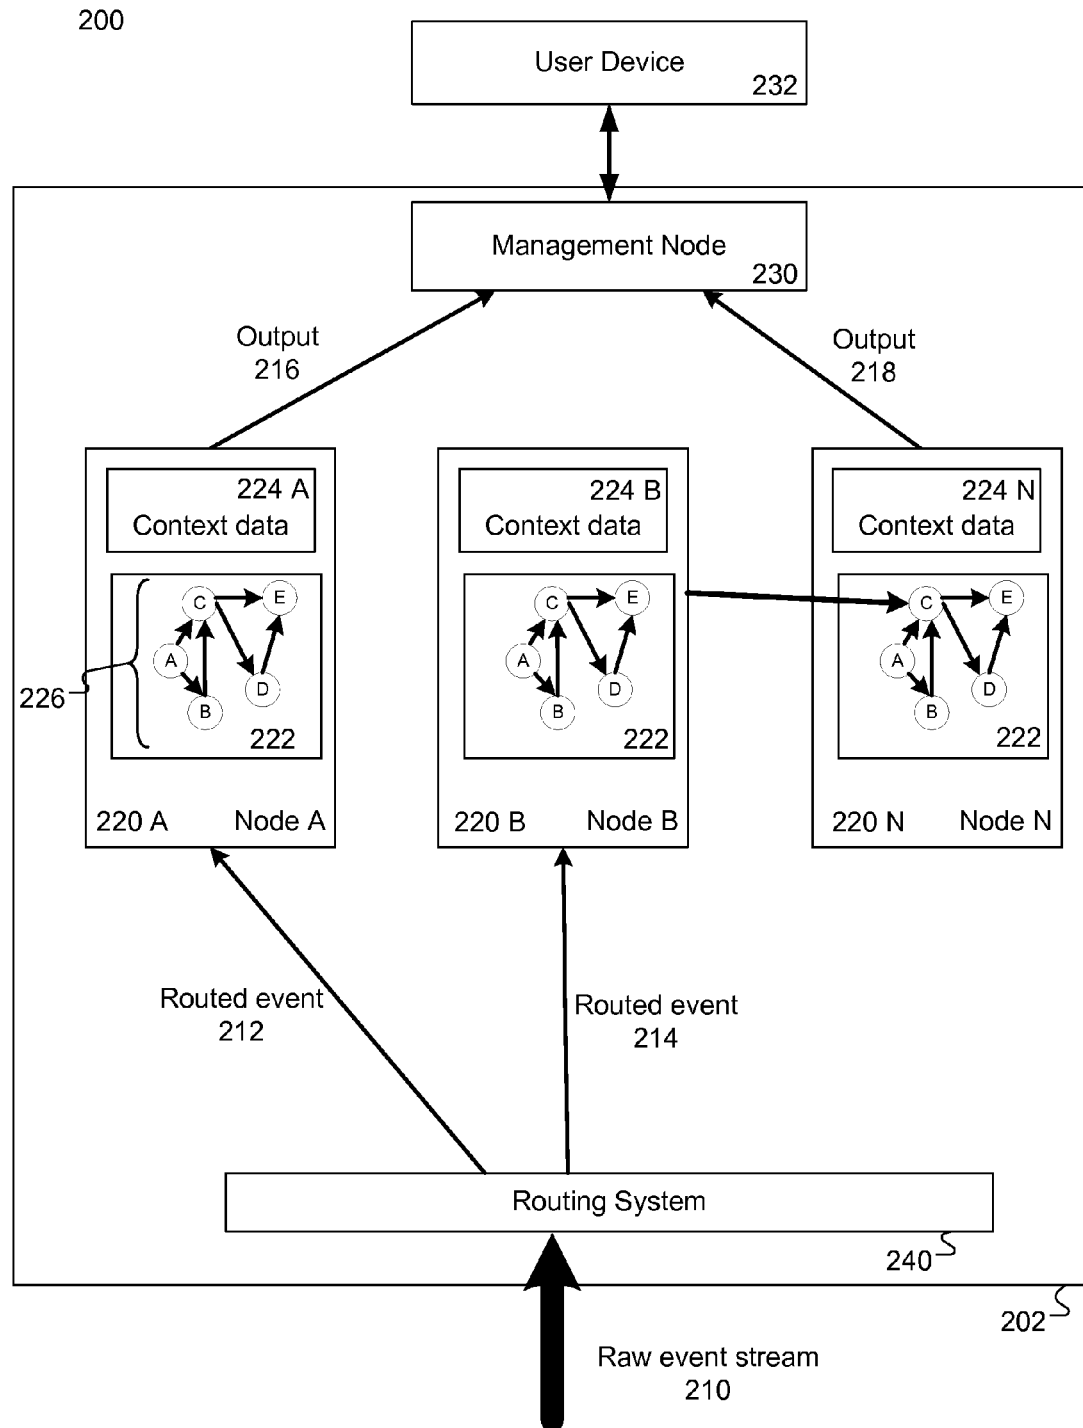 200
User Device
232
Management Node
230
Output
216
Output
218
224 A
Context data
224 B
Context data
224 N
Context data
C
E
A
D
B
222
C
E
A
D
B
222
C
E
A
D
B
222
226
220 A
Node A
220 B
Node B
220 N
Node N
Routed event
212
Routed event
214
Routing System
240
202
Raw event stream
210